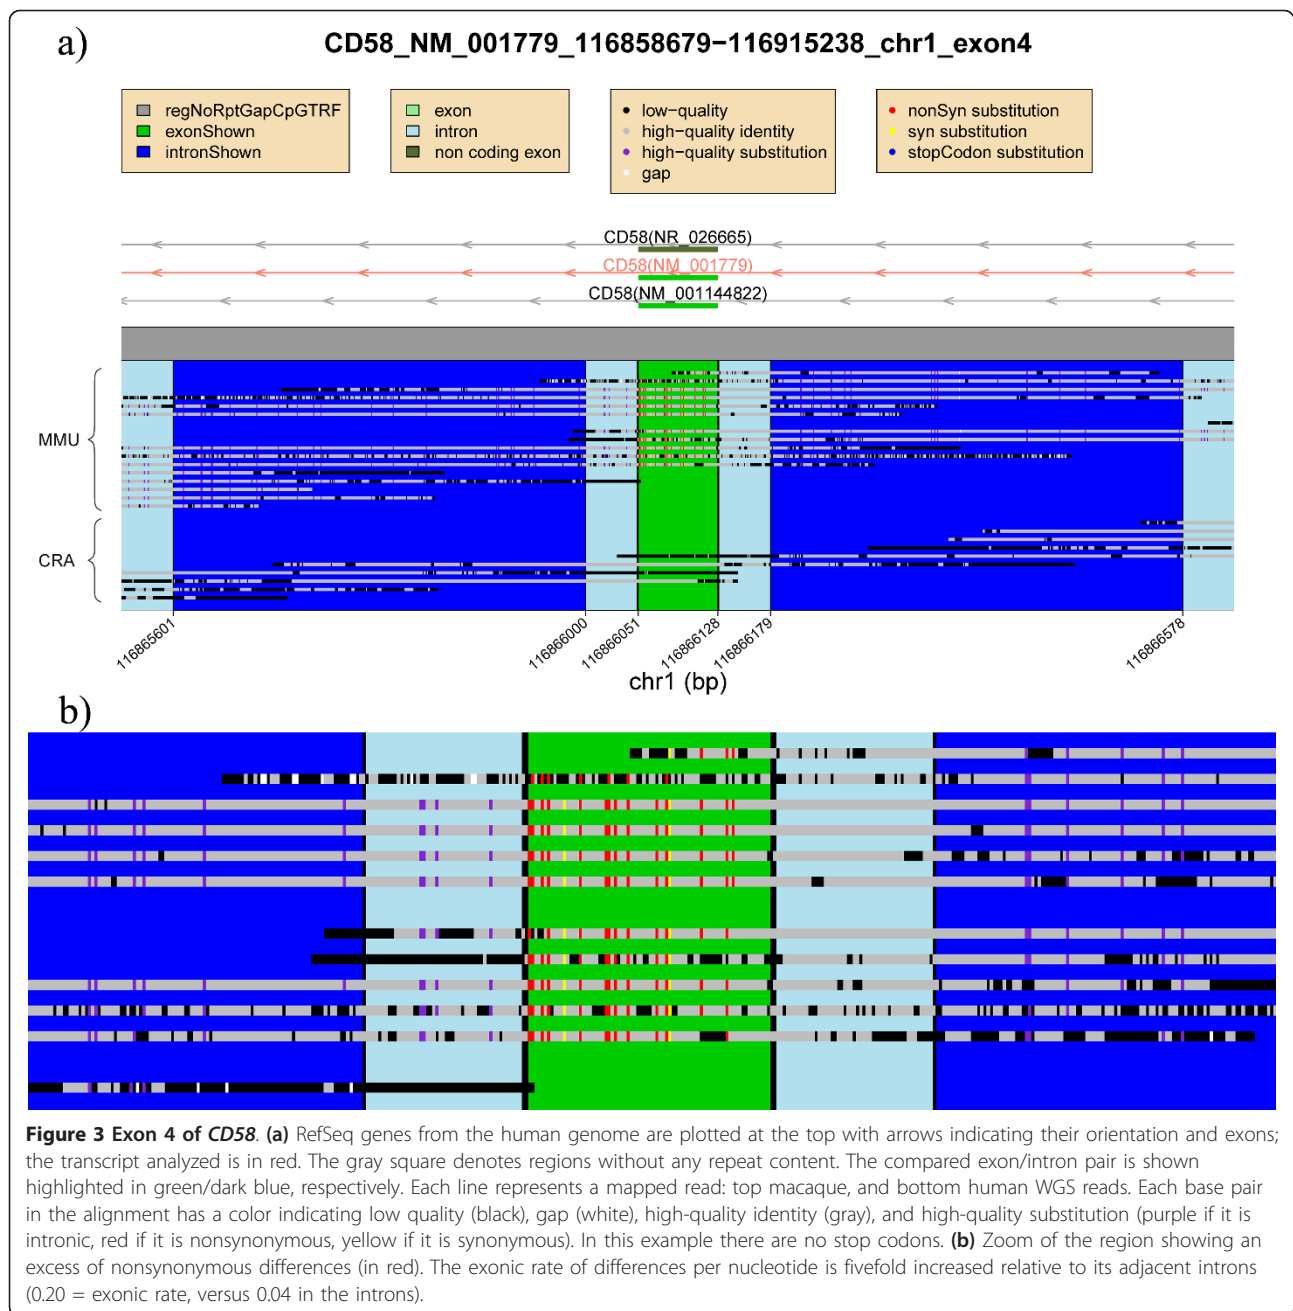 a)
CD58_NM_001779_116858679−116915238_chr1_exon4
regNoRptGapCpGTRF
exonShown
intronShown
exon
intron
non coding exon
low−quality
high−quality identity
high−quality substitution
gap
nonSyn substitution
syn substitution
stopCodon substitution
CD58(NR_026665)
CD58(NM_001779)
CD58(NM_001144822)
MMU
CRA
116865601
116866000
116866051
116866128
116866179
116866578
chr1 (bp)
b)
Figure 3 Exon 4 of CD58. (a) RefSeq genes from the human genome are plotted at the top with arrows indicating their orientation and exons;
the transcript analyzed is in red. The gray square denotes regions without any repeat content. The compared exon/intron pair is shown
highlighted in green/dark blue, respectively. Each line represents a mapped read: top macaque, and bottom human WGS reads. Each base pair
in the alignment has a color indicating low quality (black), gap (white), high-quality identity (gray), and high-quality substitution (purple if it is
intronic, red if it is nonsynonymous, yellow if it is synonymous). In this example there are no stop codons. (b) Zoom of the region showing an
excess of nonsynonymous differences (in red). The exonic rate of differences per nucleotide is fivefold increased relative to its adjacent introns
(0.20 = exonic rate, versus 0.04 in the introns).